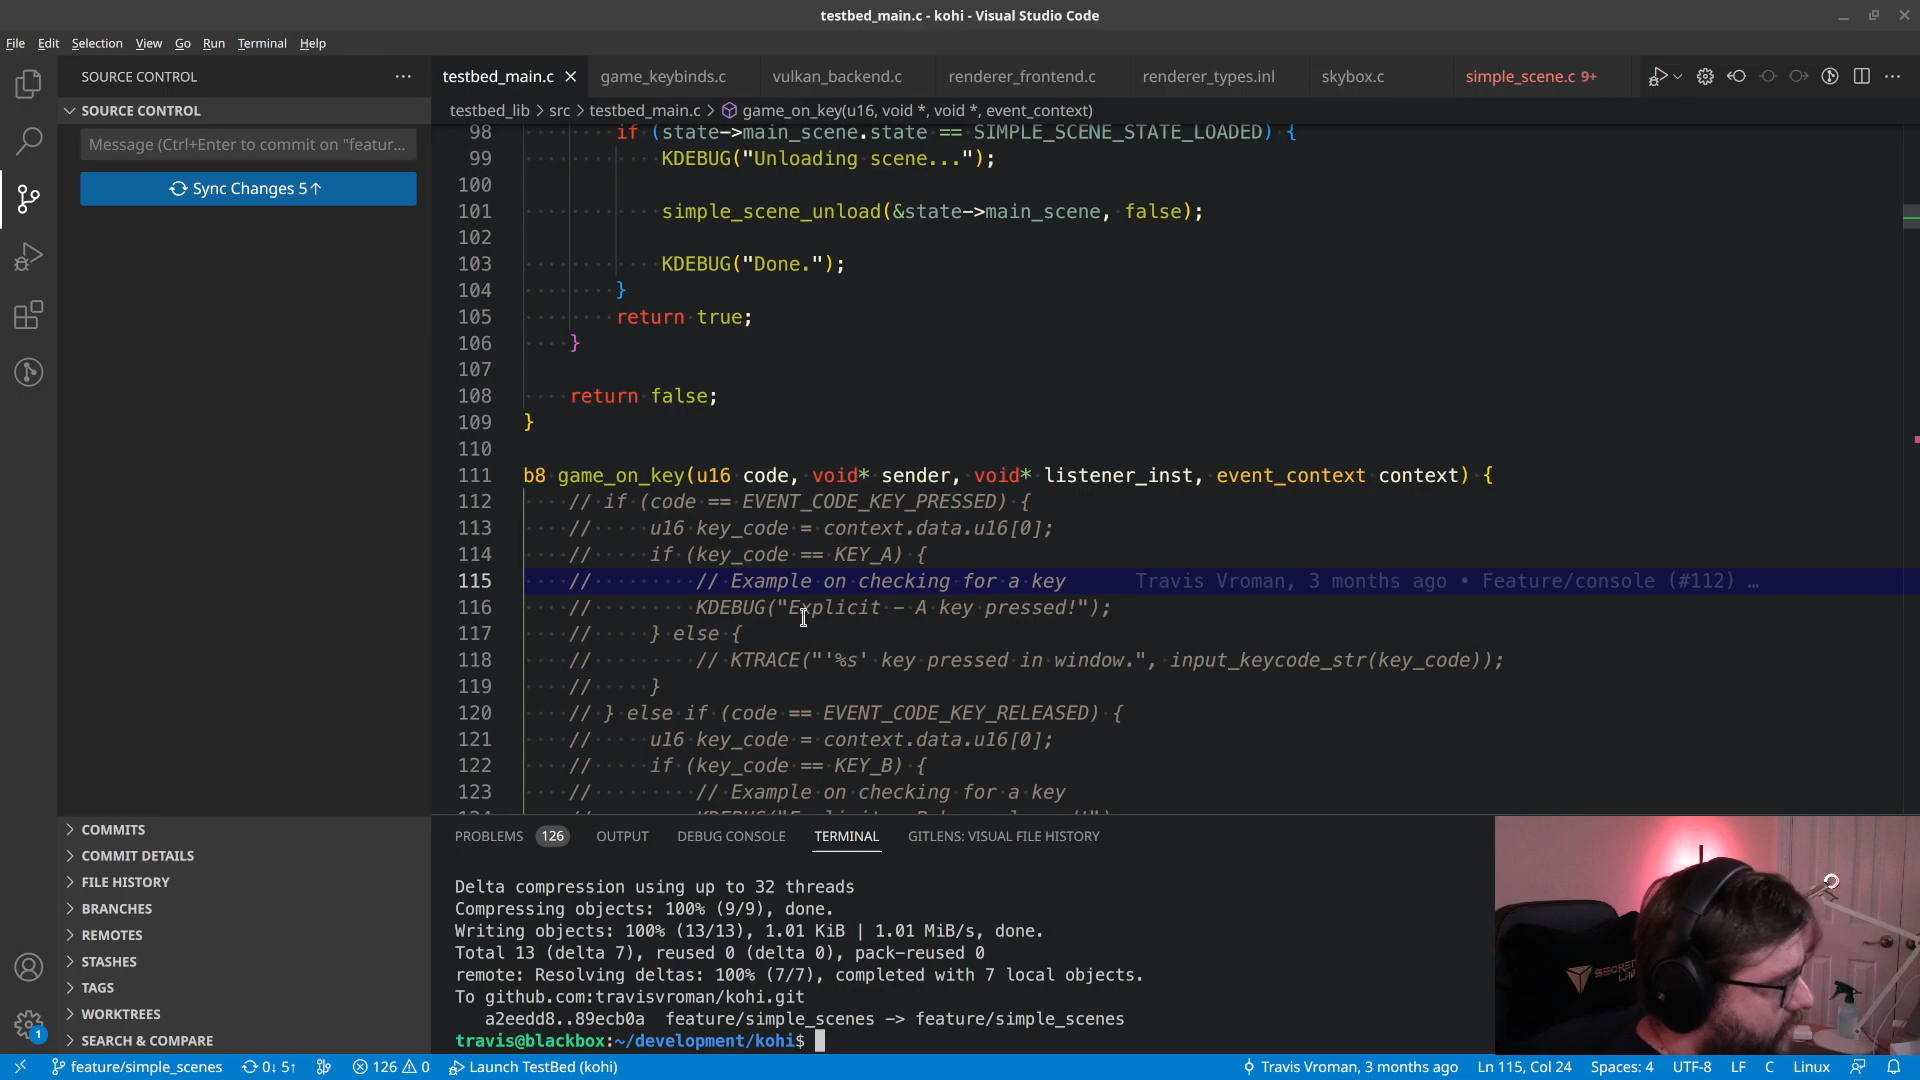 testbed_main.c - kohi - Visual Studio Code
File Edit Selection View Go Run Terminal Help
SOURCE CONTROL
testbed_main.c game_keybinds.c vulkan_backend.c renderer_frontend.c renderer_types.inl skybox.c simple_scene.c 9+
SOURCE CONTROL
testbed_lib > src > testbed_main.c > game_on_key(u16, void *, void *, event_context)
Message (Ctrl+Enter to commit on "featur...
Sync Changes 5↑
98 if (state->main_scene.state == SIMPLE_SCENE_STATE_LOADED) {
99 KDEBUG("Unloading scene...");
100
101 simple_scene_unload(&state->main_scene, false);
102
103 KDEBUG("Done.");
104 }
105 return true;
106 }
107
108 return false;
109 }
110
111 b8 game_on_key(u16 code, void* sender, void* listener_inst, event_context context) {
112 // if (code == EVENT_CODE_KEY_PRESSED) {
113 // u16 key_code = context.data.u16[0];
114 // if (key_code == KEY_A) {
115 // // Example on checking for a key Travis Vroman, 3 months ago • Feature/console (#112) …
116 // KDEBUG("Explicit - A key pressed!");
117 // } else {
118 // // KTRACE("'%s' key pressed in window.", input_keycode_str(key_code));
119 // }
120 // } else if (code == EVENT_CODE_KEY_RELEASED) {
121 // u16 key_code = context.data.u16[0];
122 // if (key_code == KEY_B) {
123 // // Example on checking for a key
COMMITS
COMMIT DETAILS
FILE HISTORY
BRANCHES
REMOTES
STASHES
TAGS
WORKTREES
SEARCH & COMPARE
PROBLEMS 126 OUTPUT DEBUG CONSOLE TERMINAL GITLENS: VISUAL FILE HISTORY
Delta compression using up to 32 threads
Compressing objects: 100% (9/9), done.
Writing objects: 100% (13/13), 1.01 KiB | 1.01 MiB/s, done.
Total 13 (delta 7), reused 0 (delta 0), pack-reused 0
remote: Resolving deltas: 100% (7/7), completed with 7 local objects.
To github.com:travisvroman/kohi.git
a2eedd8..89ecb0a feature/simple_scenes -> feature/simple_scenes
travis@blackbox:~/development/kohi$
1
feature/simple_scenes 0↓ 5↑ 126 0 Launch TestBed (kohi) Travis Vroman, 3 months ago Ln 115, Col 24 Spaces: 4 UTF-8 LF C Linux